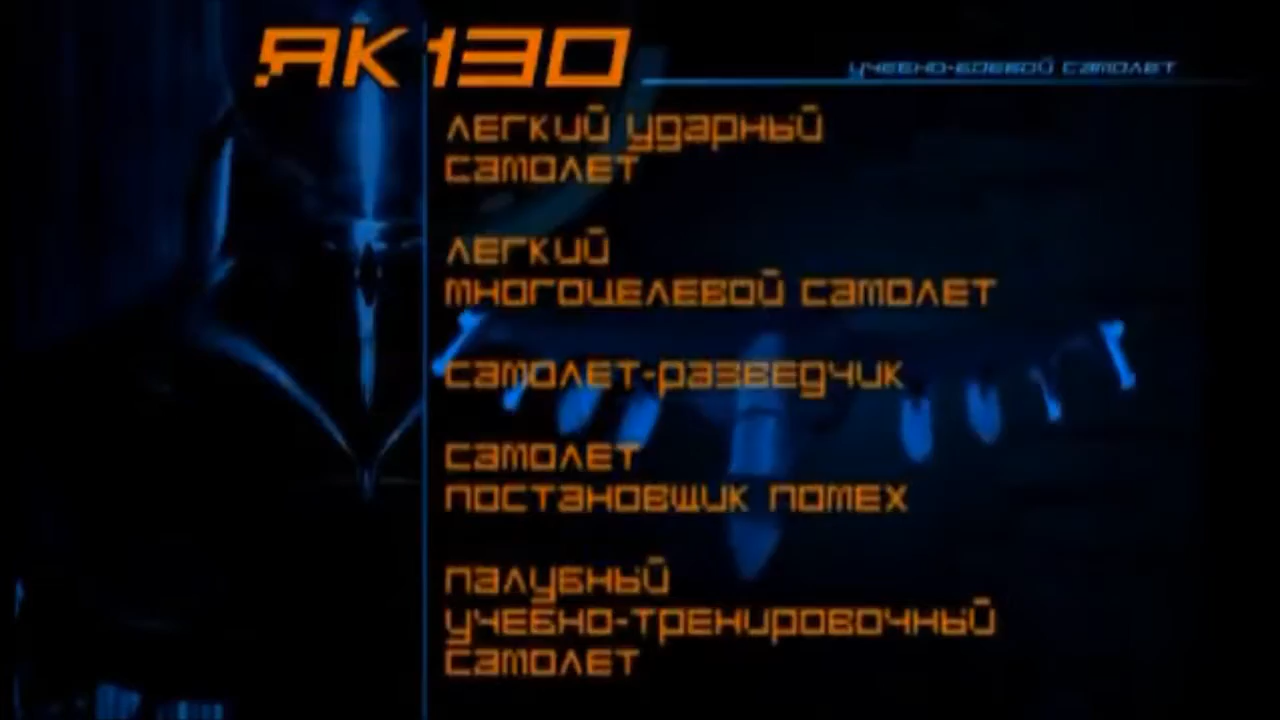 ЯК 130
УЧЕБНО-БОЕВОЙ САМОЛЕТ
ЛЕГКИЙ УДАРНЫЙ
САМОЛЕТ
ЛЕГКИЙ
МНОГОЦЕЛЕВОЙ САМОЛЕТ
САМОЛЕТ-РАЗВЕДЧИК
САМОЛЕТ
ПОСТАНОВЩИК ПОМЕХ
ПАЛУБНЫЙ
УЧЕБНО-ТРЕНИРОВОЧНЫЙ
САМОЛЕТ